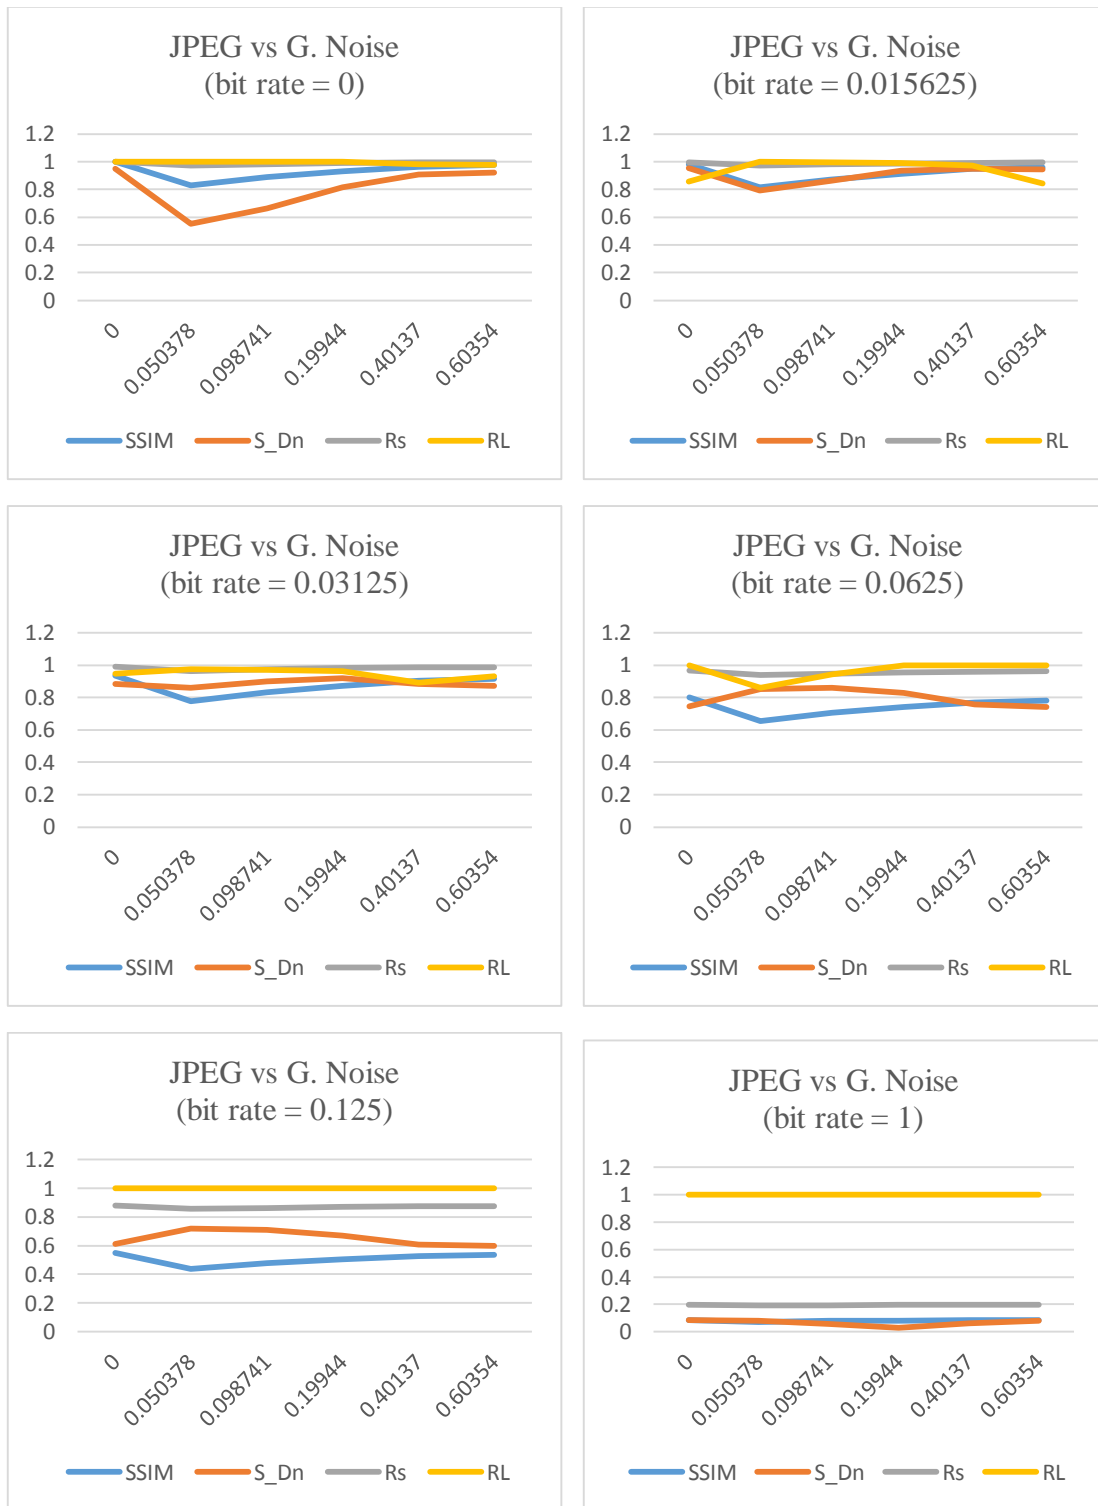 JPEG vs G. Noise
(bit rate = 0)
1.2
1
0.8
0.6
0.4
0.2
0
0 0.050378 0.098741 0.19944 0.40137 0.60354
SSIM S_Dn Rs RL
JPEG vs G. Noise
(bit rate = 0.015625)
1.2
1
0.8
0.6
0.4
0.2
0
0 0.050378 0.098741 0.19944 0.40137 0.60354
SSIM S_Dn Rs RL
JPEG vs G. Noise
(bit rate = 0.03125)
1.2
1
0.8
0.6
0.4
0.2
0
0 0.050378 0.098741 0.19944 0.40137 0.60354
SSIM S_Dn Rs RL
JPEG vs G. Noise
(bit rate = 0.0625)
1.2
1
0.8
0.6
0.4
0.2
0
0 0.050378 0.098741 0.19944 0.40137 0.60354
SSIM S_Dn Rs RL
JPEG vs G. Noise
(bit rate = 0.125)
1.2
1
0.8
0.6
0.4
0.2
0
0 0.050378 0.098741 0.19944 0.40137 0.60354
SSIM S_Dn Rs RL
JPEG vs G. Noise
(bit rate = 1)
1.2
1
0.8
0.6
0.4
0.2
0
0 0.050378 0.098741 0.19944 0.40137 0.60354
SSIM S_Dn Rs RL